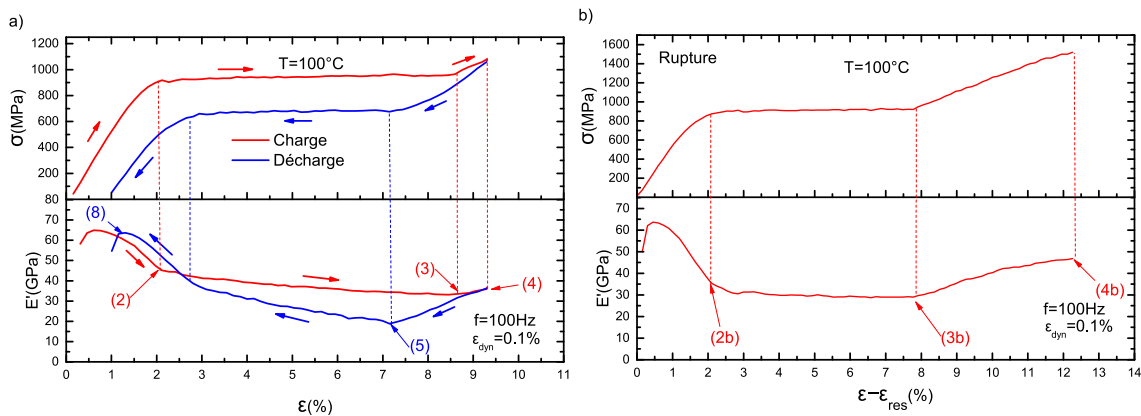 a)
1200
1000
800
600
400
200
80
σ(MPa)
T=100°C
Charge
Décharge
70
60
50
40
30
20
10
0
E'(GPa)
(8)
(2)
(3)
(4)
(5)
f=100Hz
εdyn=0.1%
0 1 2 3 4 5 6 7 8 9 10 11
ε(%)
b)
1600
1400
1200
1000
800
600
400
200
σ(MPa)
Rupture
T=100°C
70
60
50
40
30
20
10
0
E'(GPa)
(2b)
(3b)
(4b)
f=100Hz
εdyn=0.1%
0 1 2 3 4 5 6 7 8 9 10 11 12 13 14
ε−εres(%)